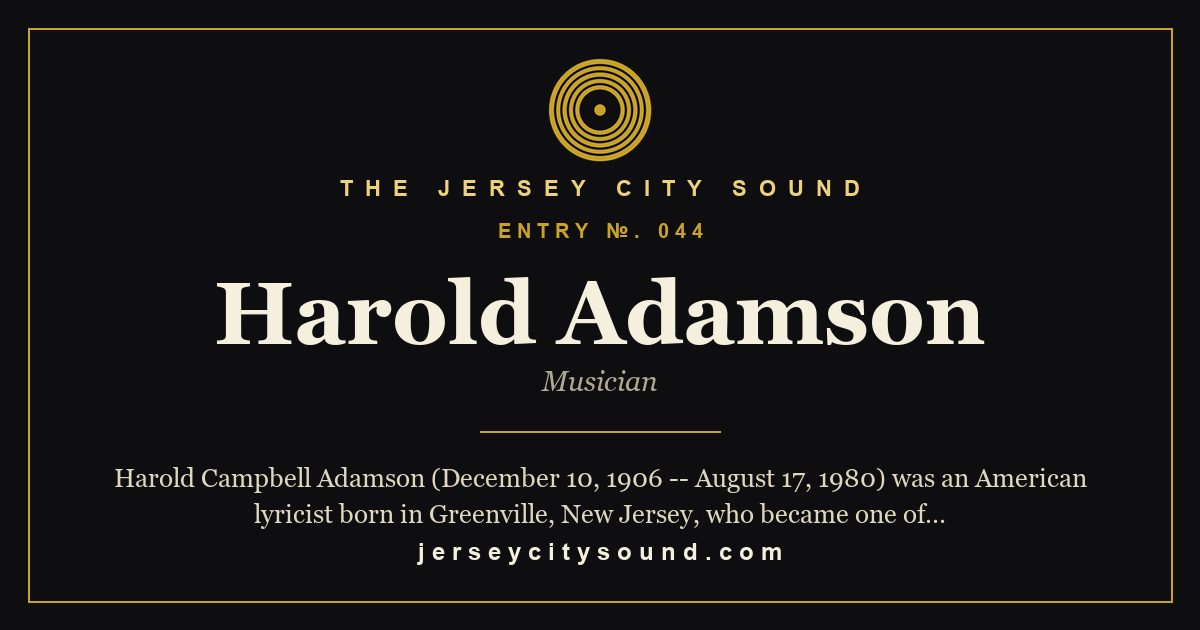 THE JERSEY CITY SOUND
ENTRY №. 044
Harold Adamson
Musician
Harold Campbell Adamson (December 10, 1906 -- August 17, 1980) was an American
lyricist born in Greenville, New Jersey, who became one of...
jerseycitysound.com